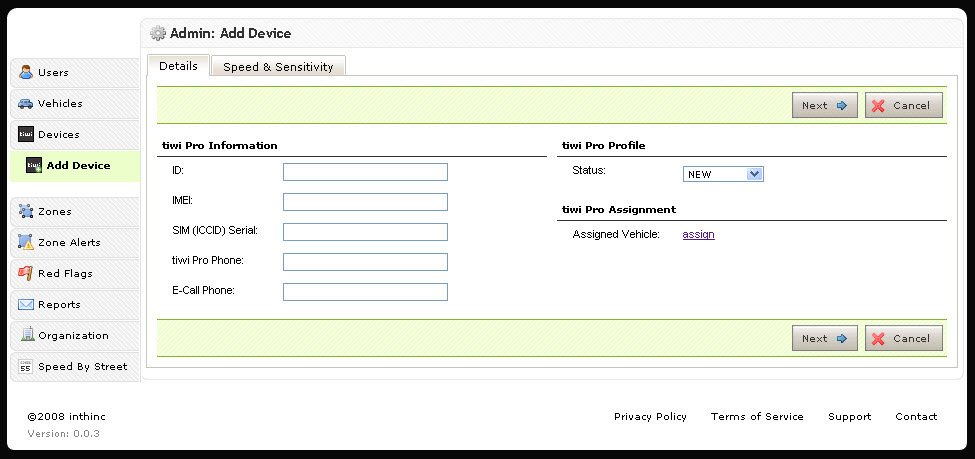 Admin: Add Device
Details
Speed & Sensitivity
Users
Vehicles
tiwi Devices
tiwi Add Device
Zones
Zone Alerts
Red Flags
Reports
Organization
55 Speed By Street
Next Cancel
tiwi Pro Information
ID:
IMEI:
SIM (ICCID) Serial:
tiwi Pro Phone:
E-Call Phone:
tiwi Pro Profile
Status: NEW
tiwi Pro Assignment
Assigned Vehicle: assign
Next Cancel
©2008 inthinc
Version: 0.0.3
Privacy Policy Terms of Service Support Contact